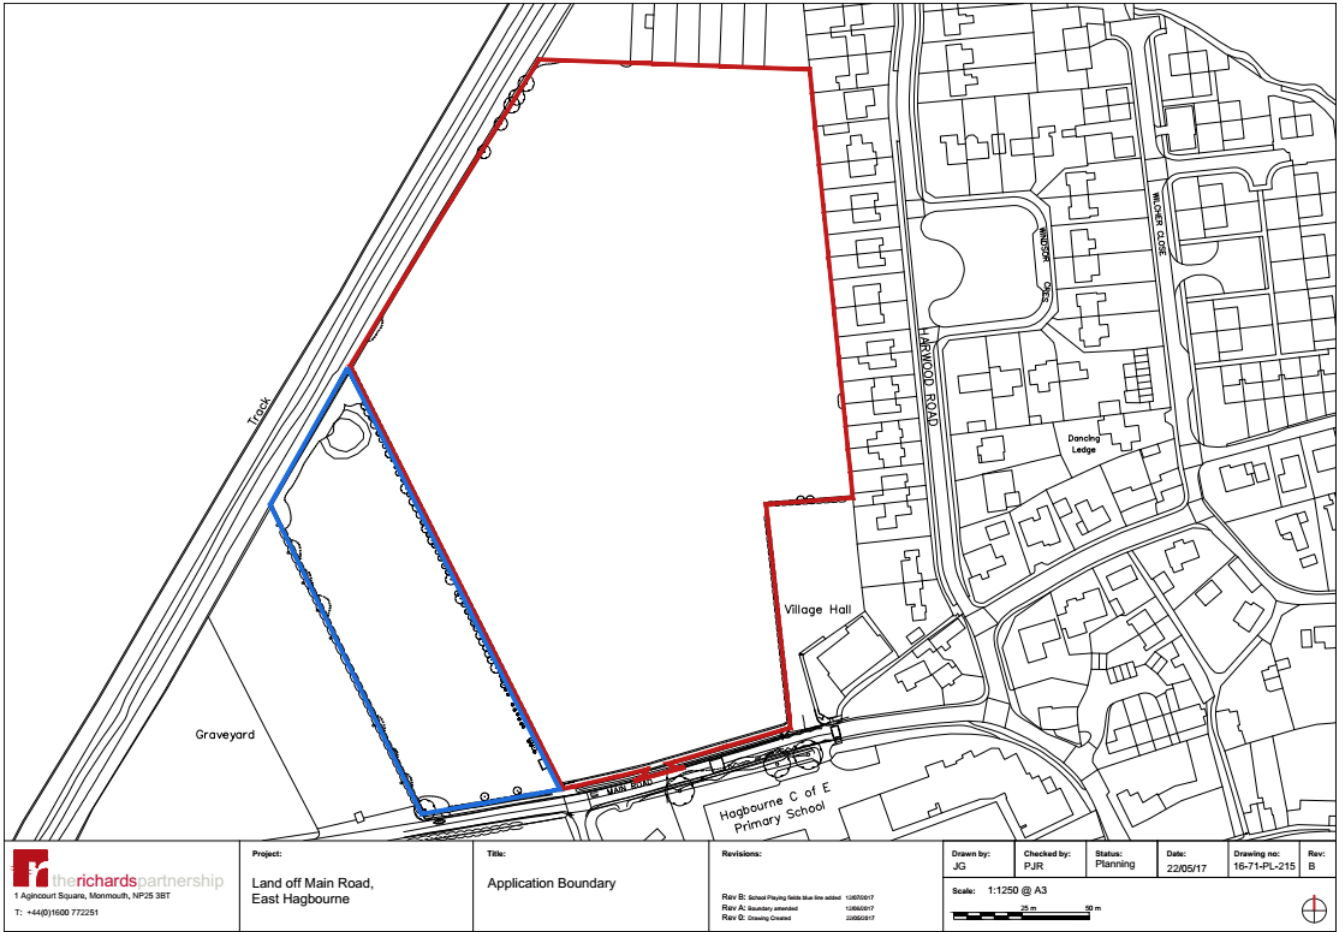 Track
WINDSOR CRES
WILCHER CLOSE
HARWOOD ROAD
Dancing
Ledge
Village Hall
Graveyard
MAIN ROAD
Hagbourne C of E
Primary School
r
therichardspartnership
1 Agincourt Square, Monmouth, NP25 3BT
T: +44(0)1600 772251
Project:
Land off Main Road,
East Hagbourne
Title:
Application Boundary
Revisions:
Rev B: School Playing fields blue line added
Rev A: Boundary amended
Rev 0: Drawing Created
Drawn by:
JG
Checked by:
PJR
Status:
Planning
Date:
22/05/17
Drawing no:
16-71-PL-215
Rev:
B
Scale: 1:1250 @ A3
25 m 50 m